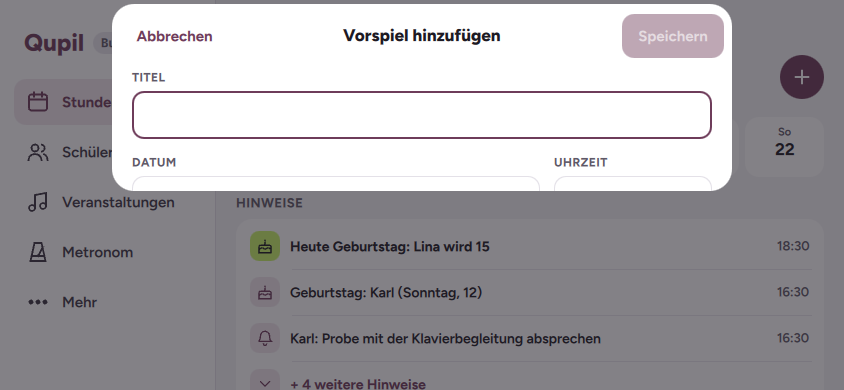 Qupil
Abbrechen
Vorspiel hinzufügen
Speichern
TITEL
DATUM
UHRZEIT
Schüler
Veranstaltungen
Metronom
Mehr
So
22
HINWEISE
Heute Geburtstag: Lina wird 15
18:30
Geburtstag: Karl (Sonntag, 12)
16:30
Karl: Probe mit der Klavierbegleitung absprechen
16:30
+ 4 weitere Hinweise